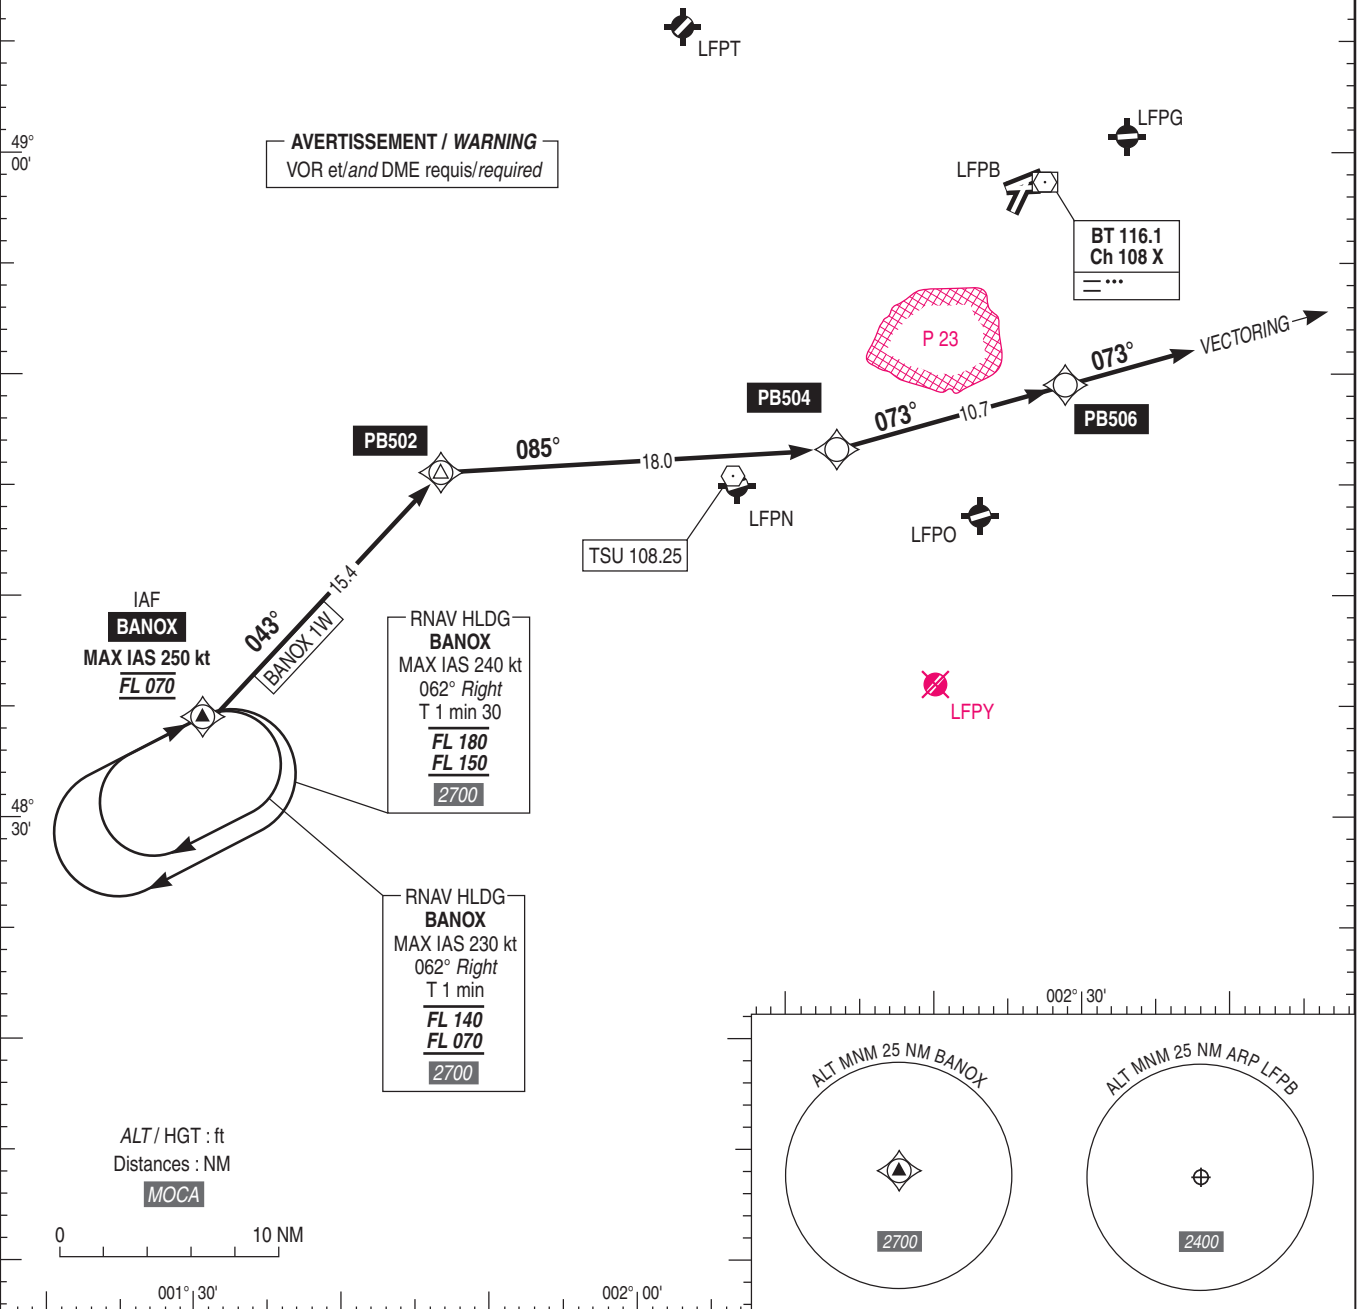 LFPT
LFPG
49°
00'
AVERTISSEMENT / WARNING
VOR et/and DME requis/required
LFPB
BT 116.1
Ch 108 X
P 23
VECTORING
073°
PB504
073°
10.7
PB506
PB502
085°
18.0
LFPN
LFPO
TSU 108.25
15.4
IAF
BANOX
MAX IAS 250 kt
FL 070
043°
BANOX 1W
RNAV HLDG
BANOX
MAX IAS 240 kt
062° Right
T 1 min 30
FL 180
FL 150
2700
LFPY
48°
30'
RNAV HLDG
BANOX
MAX IAS 230 kt
062° Right
T 1 min
FL 140
FL 070
2700
002° 30'
ALT MNM 25 NM BANOX
2700
ALT MNM 25 NM ARP LFPB
2400
ALT / HGT : ft
Distances : NM
MOCA
0 10 NM
001° 30'
002° 00'